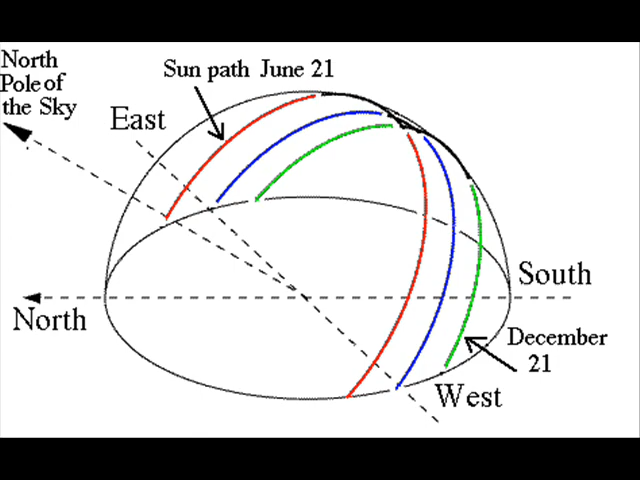 North
Pole of
the Sky
Sun path June 21
East
South
North
December
21
West